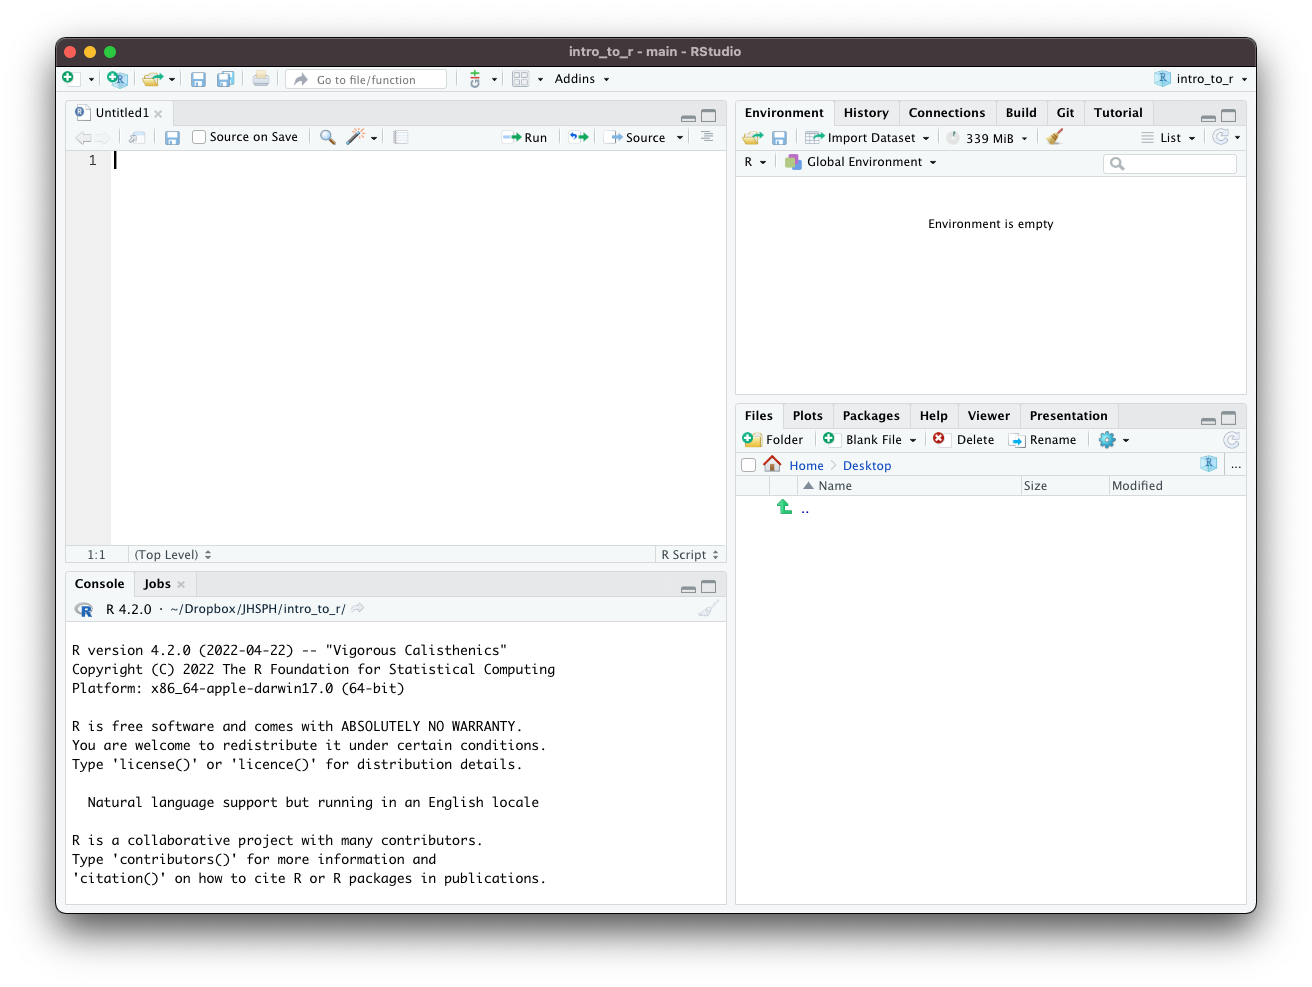 intro_to_r - main - RStudio
Go to file/function
Addins
intro_to_r
Untitled1
Source on Save
Run
Source
1
1:1
(Top Level)
R Script
Console
Jobs
R 4.2.0 · ~/Dropbox/JHSPH/intro_to_r/
R version 4.2.0 (2022-04-22) -- "Vigorous Calisthenics"
Copyright (C) 2022 The R Foundation for Statistical Computing
Platform: x86_64-apple-darwin17.0 (64-bit)
R is free software and comes with ABSOLUTELY NO WARRANTY.
You are welcome to redistribute it under certain conditions.
Type 'license()' or 'licence()' for distribution details.
Natural language support but running in an English locale
R is a collaborative project with many contributors.
Type 'contributors()' for more information and
'citation()' on how to cite R or R packages in publications.
Environment History Connections Build Git Tutorial
Import Dataset 339 MiB List
R Global Environment
Environment is empty
Files Plots Packages Help Viewer Presentation
Folder Blank File Delete Rename
Home Desktop ...
Name Size Modified
..